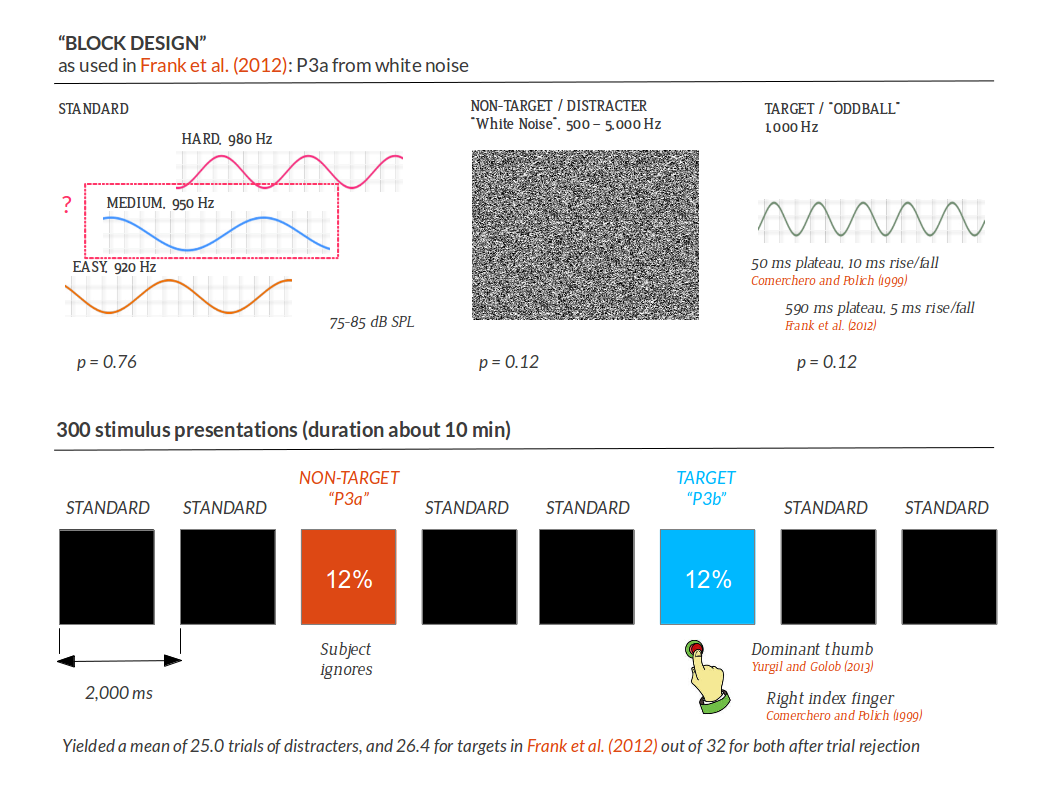 “BLOCK DESIGN”
as used in Frank et al. (2012): P3a from white noise
STANDARD
NON-TARGET / DISTRACTER
"White Noise", 500 – 5.000 Hz
TARGET / "ODDBALL"
1,000 Hz
HARD, 980 Hz
?
MEDIUM, 950 Hz
EASY, 920 Hz
75-85 dB SPL
50 ms plateau, 10 ms rise/fall
Comerchero and Polich (1999)
590 ms plateau, 5 ms rise/fall
Frank et al. (2012)
p = 0.76
p = 0.12
p = 0.12
300 stimulus presentations (duration about 10 min)
STANDARD
STANDARD
NON-TARGET
“P3a”
STANDARD
STANDARD
TARGET
“P3b”
STANDARD
STANDARD
12%
12%
Subject
ignores
Dominant thumb
Yurgil and Golob (2013)
2,000 ms
Right index finger
Comerchero and Polich (1999)
Yielded a mean of 25.0 trials of distracters, and 26.4 for targets in Frank et al. (2012) out of 32 for both after trial rejection